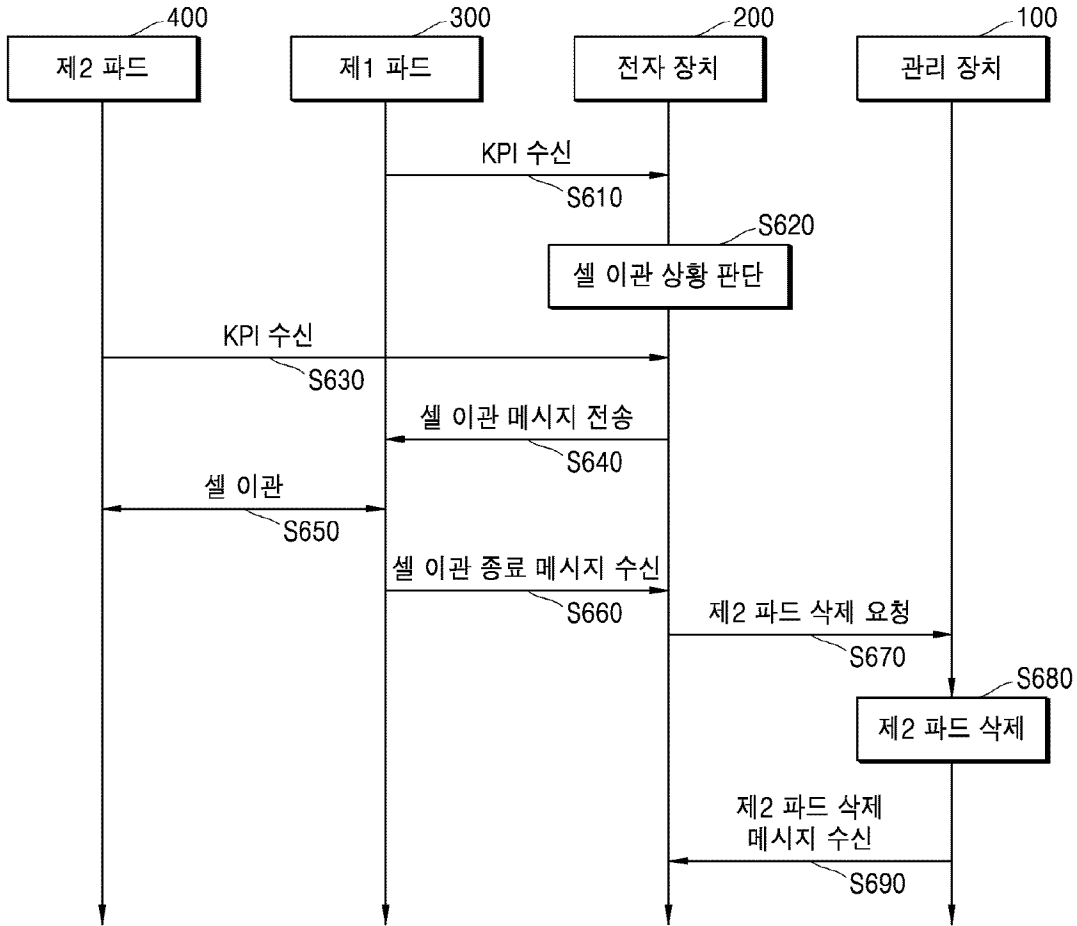 400
300
200
100
제2 파드
제1 파드
전자 장치
관리 장치
KPI 수신
S610
S620
셀 이관 상황 판단
KPI 수신
S630
셀 이관 메시지 전송
S640
셀 이관
S650
셀 이관 종료 메시지 수신
S660
제2 파드 삭제 요청
S670
S680
제2 파드 삭제
제2 파드 삭제
메시지 수신
S690